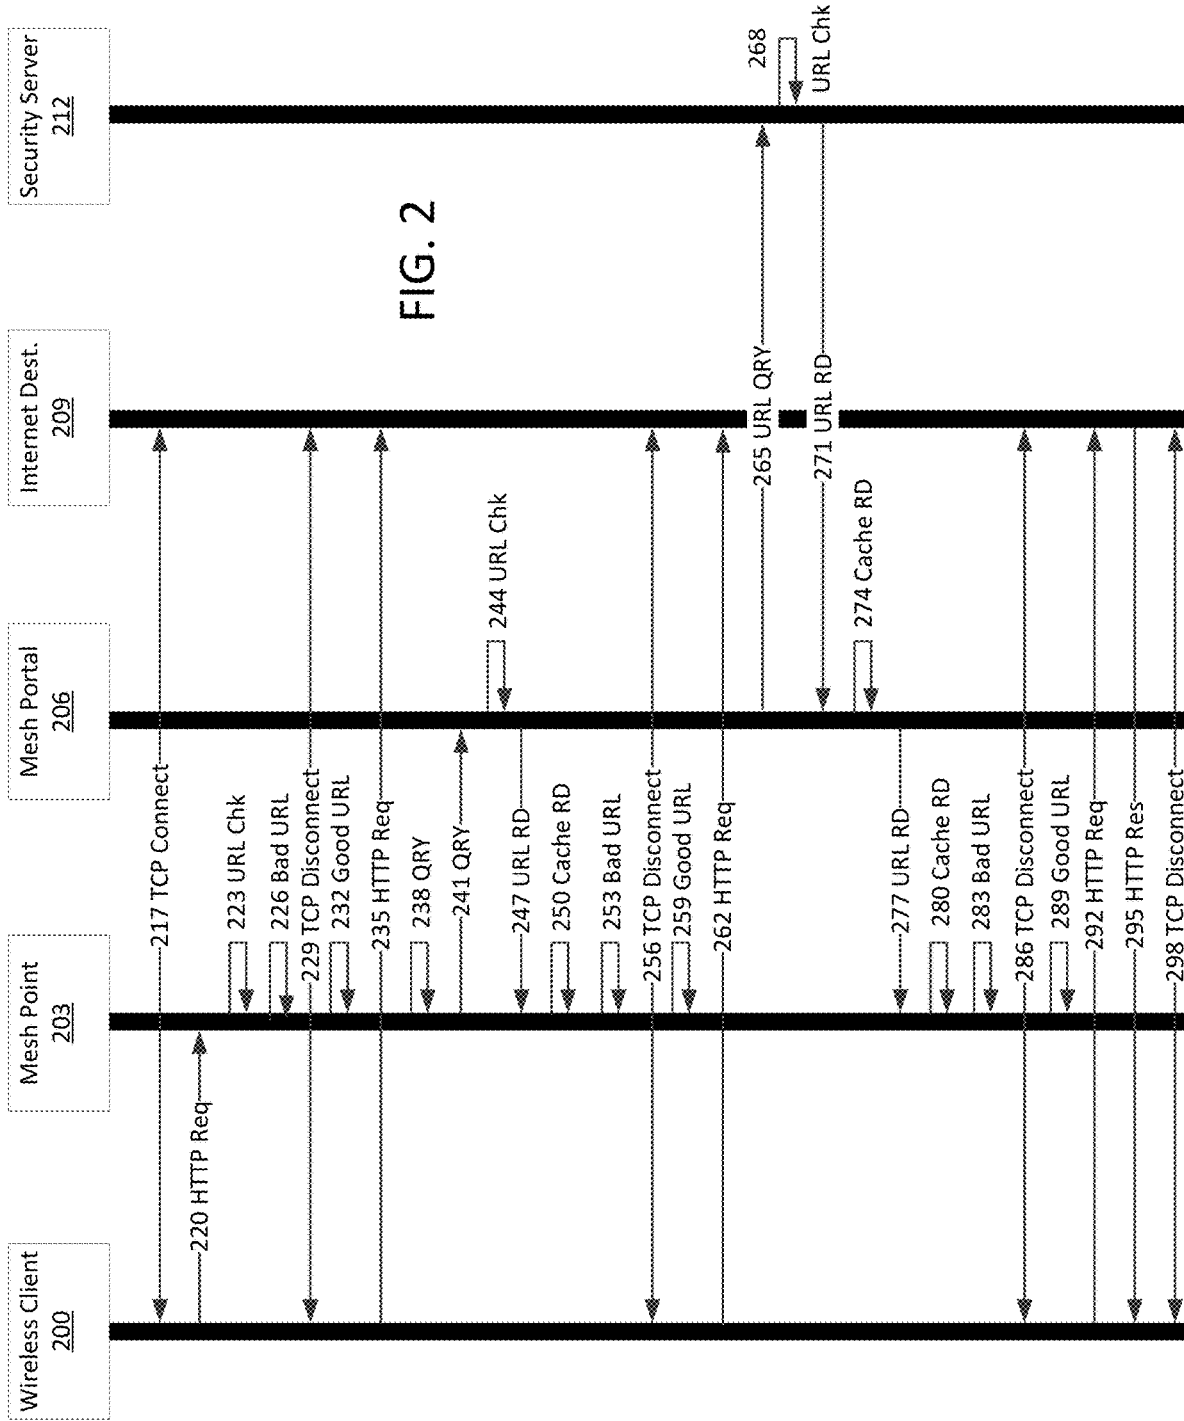 Wireless Client
200
Mesh Point
203
Mesh Portal
206
Internet Dest.
209
Security Server
212
217 TCP Connect
220 HTTP Req
223 URL Chk
226 Bad URL
229 TCP Disconnect
232 Good URL
235 HTTP Req
238 QRY
241 QRY
244 URL Chk
247 URL RD
250 Cache RD
253 Bad URL
256 TCP Disconnect
259 Good URL
262 HTTP Req
265 URL QRY
268
URL Chk
271 URL RD
274 Cache RD
277 URL RD
280 Cache RD
283 Bad URL
286 TCP Disconnect
289 Good URL
292 HTTP Req
295 HTTP Res
298 TCP Disconnect
FIG. 2